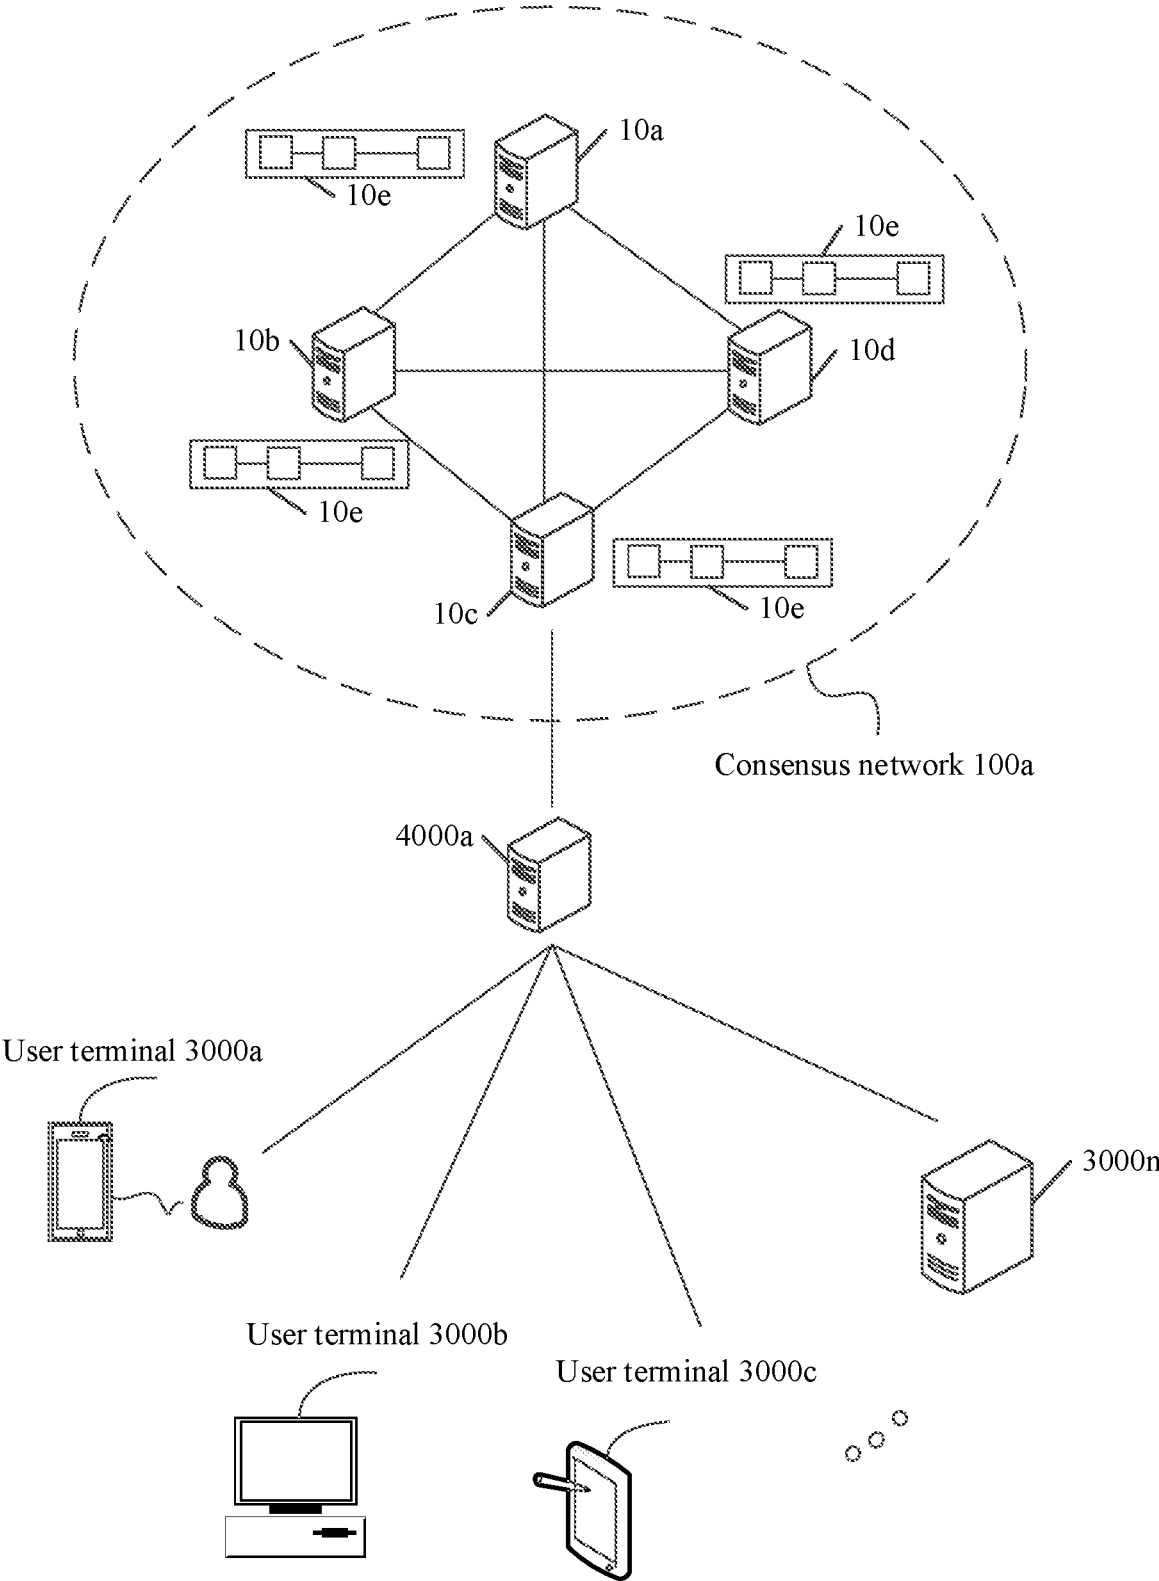 10a
10e
10e
10b
10d
10e
10c
10e
Consensus network 100a
4000a
User terminal 3000a
3000n
User terminal 3000b
User terminal 3000c